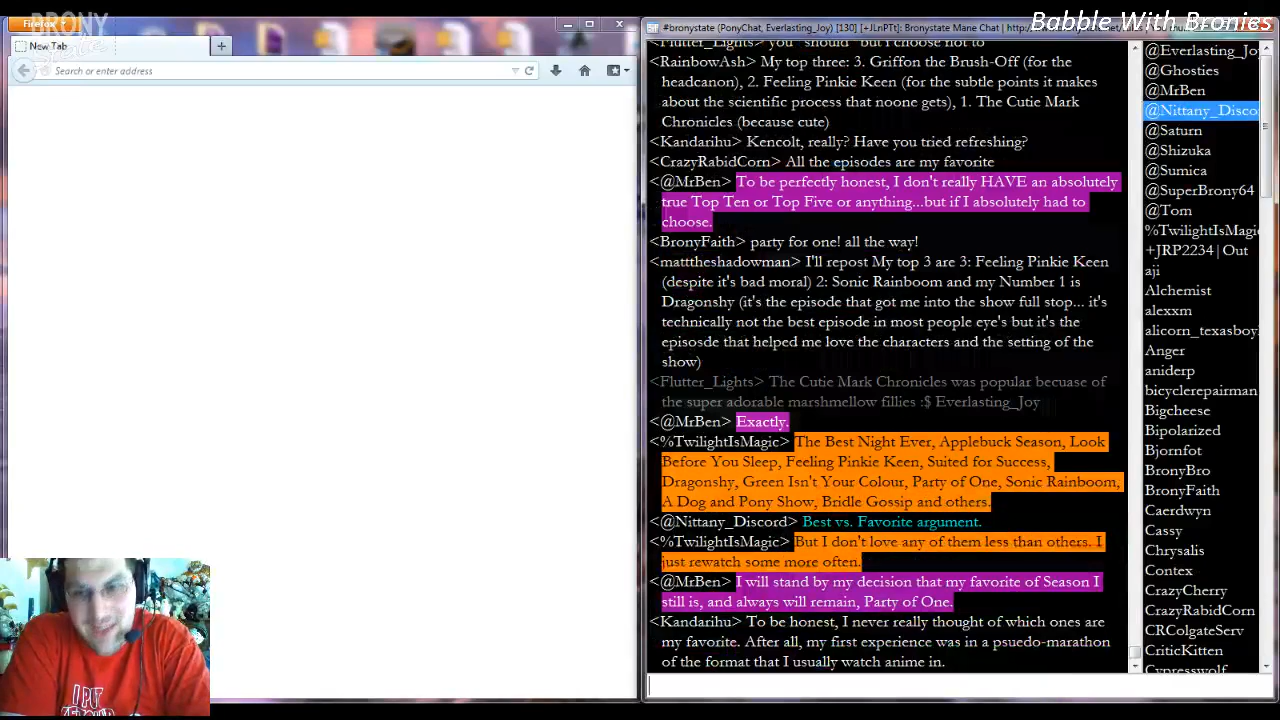 Babble With Bronies
BRONY
Firefox
#bronystate (PonyChat, Everlasting_Joy) [130] [+JLnPTt]: Bronystate Mane Chat |
New Tab
Search or enter address
<Flutter_Lights> you *should* but I choose not to
<RainbowAsh> My top three: 3. Griffon the Brush-Off (for the
headcanon), 2. Feeling Pinkie Keen (for the subtle points it makes
about the scientific process that noone gets), 1. The Cutie Mark
Chronicles (because cute)
<Kandarihu> Kencolt, really? Have you tried refreshing?
<CrazyRabidCorn> All the episodes are my favorite
<@MrBen> To be perfectly honest, I don't really HAVE an absolutely
true Top Ten or Top Five or anything...but if I absolutely had to
choose.
<BronyFaith> party for one! all the way!
<matttheshadowman> I'll repost My top 3 are 3: Feeling Pinkie Keen
(despite it's bad moral) 2: Sonic Rainboom and my Number 1 is
Dragonshy (it's the episode that got me into the show full stop... it's
technically not the best episode in most people eye's but it's the
epiosode that helped me love the characters and the setting of the
show)
<Flutter_Lights> The Cutie Mark Chronicles was popular becuase of
the super adorable marshmellow fillies :$ Everlasting_Joy
<@MrBen> Exactly.
<%TwilightIsMagic> The Best Night Ever, Applebuck Season, Look
Before You Sleep, Feeling Pinkie Keen, Suited for Success,
Dragonshy, Green Isn't Your Colour, Party of One, Sonic Rainboom,
A Dog and Pony Show, Bridle Gossip and others.
<@Nittany_Discord> Best vs. Favorite argument.
<%TwilightIsMagic> But I don't love any of them less than others. I
just rewatch some more often.
<@MrBen> I will stand by my decision that my favorite of Season I
still is, and always will remain, Party of One.
<Kandarihu> To be honest, I never really thought of which ones are
my favorite. After all, my first experience was in a psuedo-marathon
of the format that I usually watch anime in.
@Everlasting_Jo
@Ghosties
@MrBen
@Nittany_Disco
@Saturn
@Shizuka
@Sumica
@SuperBrony64
@Tom
%TwilightIsMagic
+JRP2234|Out
aji
Alchemist
alexxm
alicorn_texasboy
Anger
aniderp
bicyclerepairman
Bigcheese
Bipolarized
Bjornfot
BronyBro
BronyFaith
Caerdwyn
Cassy
Chrysalis
Contex
CrazyCherry
CrazyRabidCorn
CRColgateServ
CriticKitten
Cypresswolf